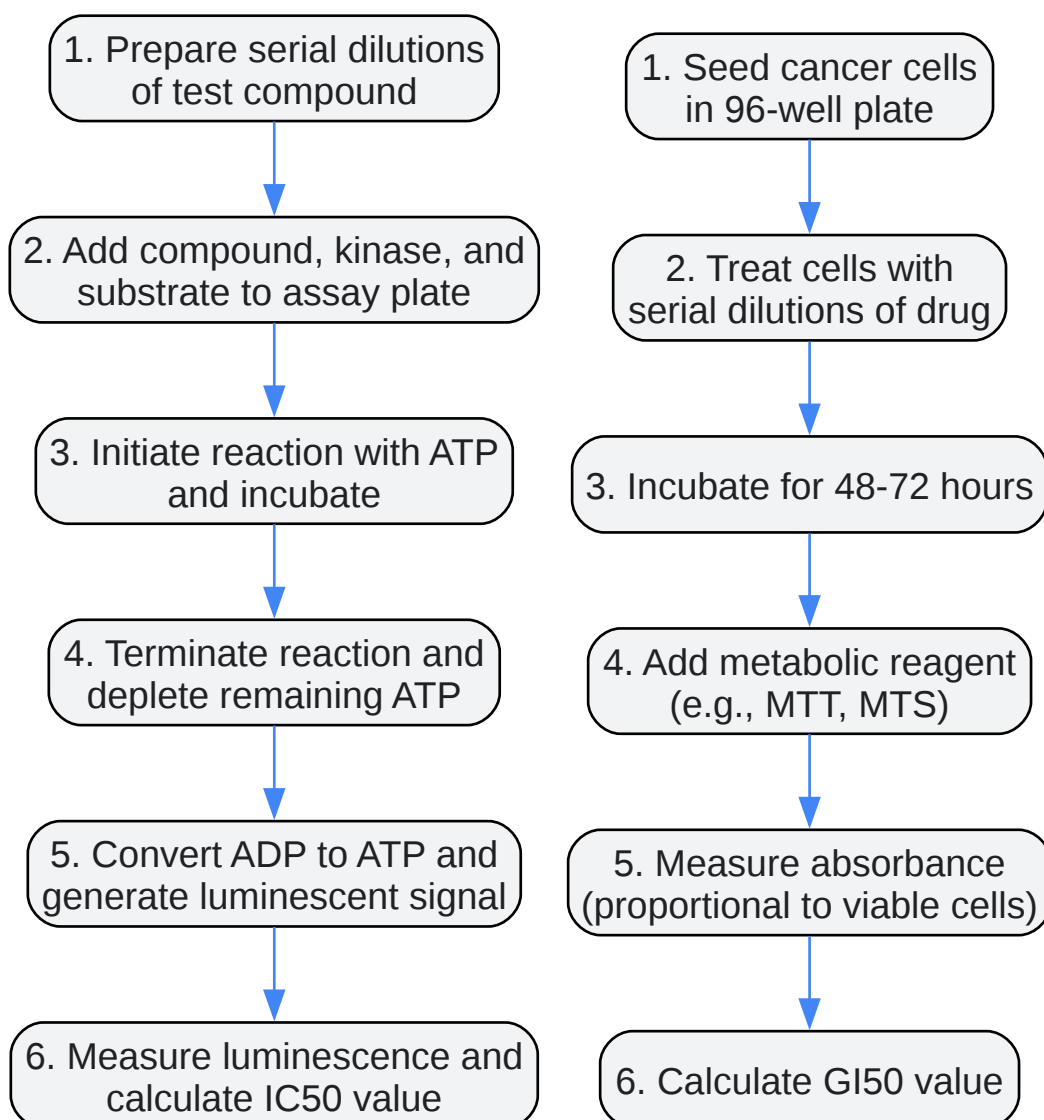 1. Prepare serial dilutions
of test compound
2. Add compound, kinase, and
substrate to assay plate
3. Initiate reaction with ATP
and incubate
4. Terminate reaction and
deplete remaining ATP
5. Convert ADP to ATP and
generate luminescent signal
6. Measure luminescence and
calculate IC50 value
1. Seed cancer cells
in 96-well plate
2. Treat cells with
serial dilutions of drug
3. Incubate for 48-72 hours
4. Add metabolic reagent
(e.g., MTT, MTS)
5. Measure absorbance
(proportional to viable cells)
6. Calculate GI50 value